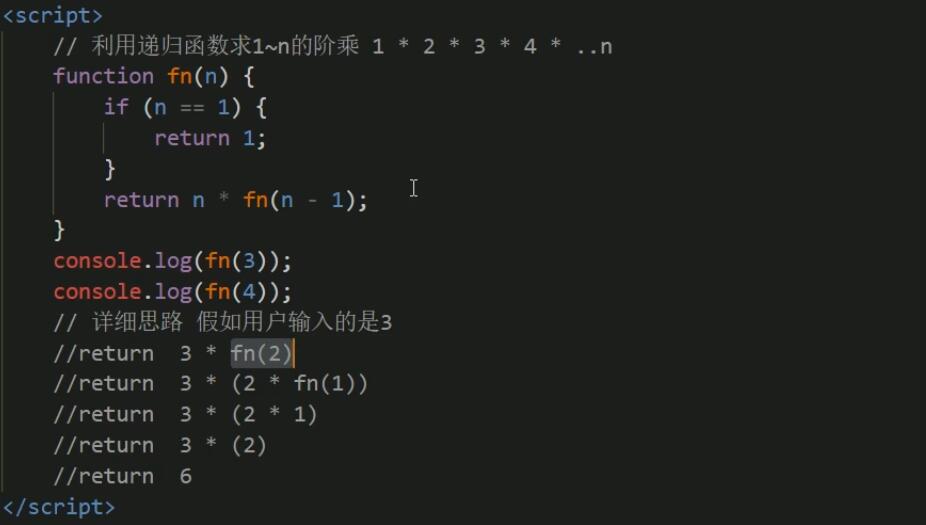 <script>
// 利用递归函数求1~n的阶乘 1 * 2 * 3 * 4 * ..n
function fn(n) {
if (n == 1) {
return 1;
}
return n * fn(n - 1);
}
console.log(fn(3));
console.log(fn(4));
// 详细思路 假如用户输入的是3
//return  3 * fn(2)
//return  3 * (2 * fn(1))
//return  3 * (2 * 1)
//return  3 * (2)
//return  6
</script>